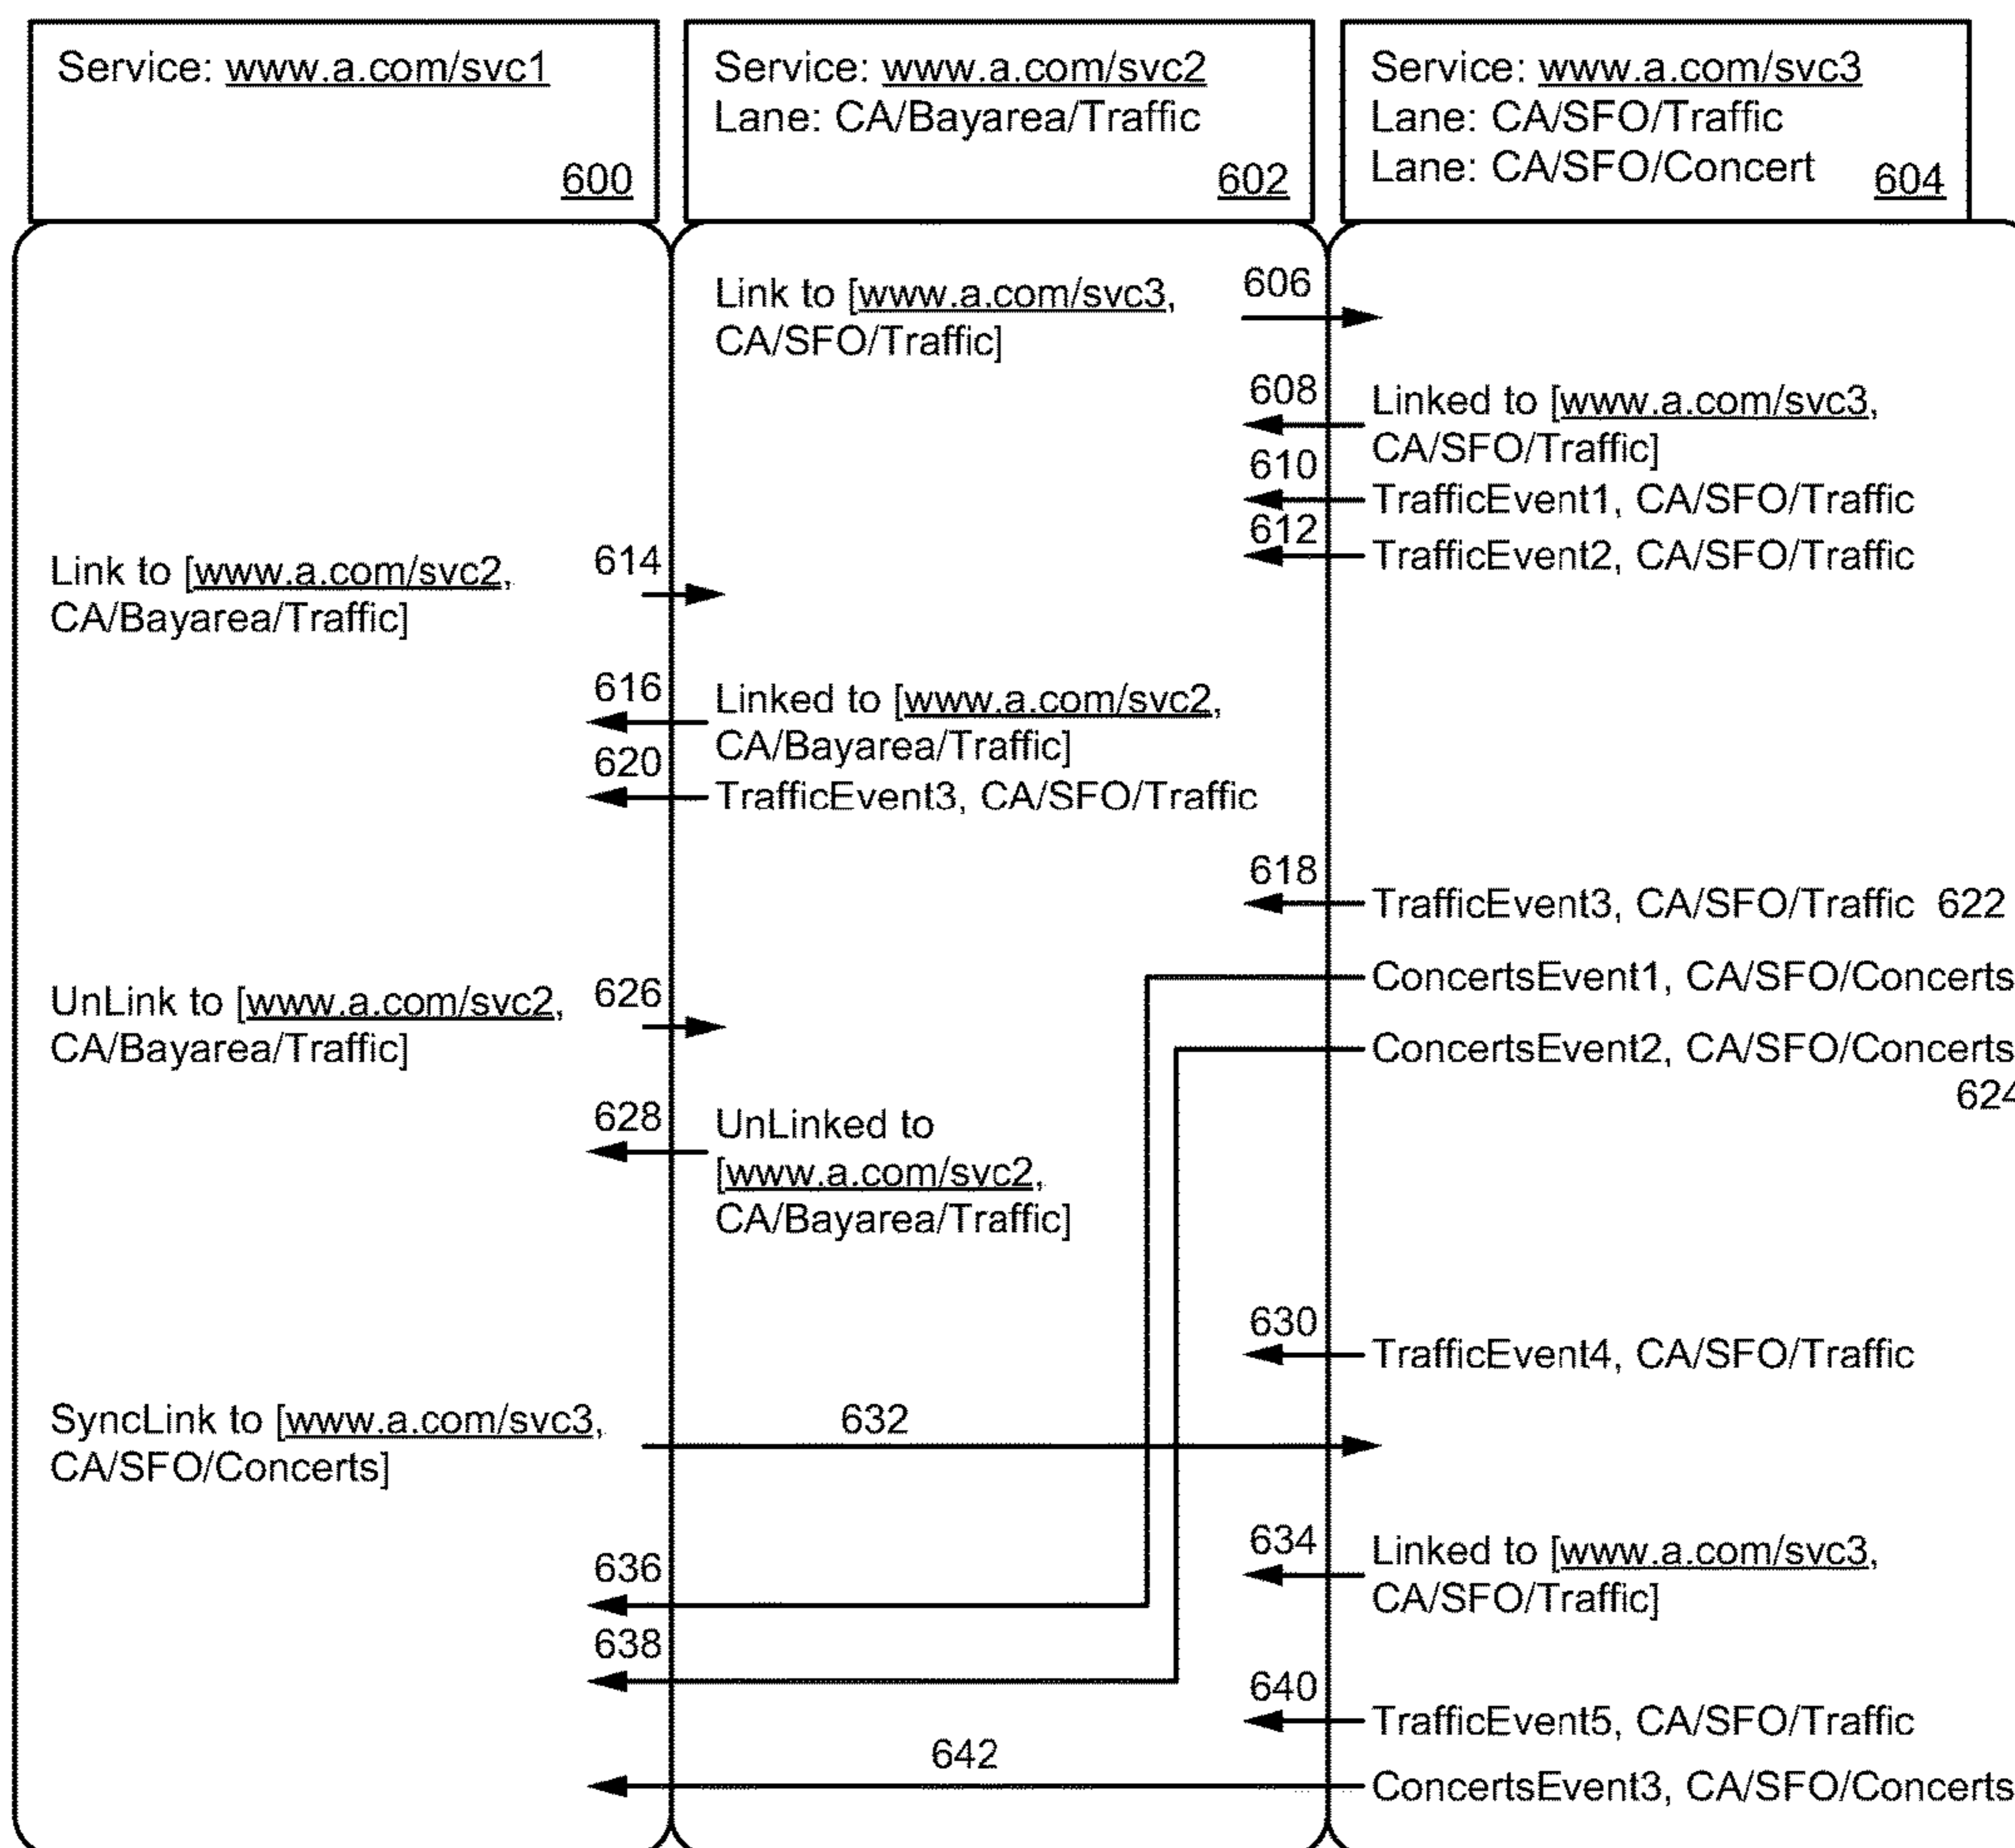 Service: www.a.com/svc1
600
Service: www.a.com/svc2
Lane: CA/Bayarea/Traffic
602
Service: www.a.com/svc3
Lane: CA/SFO/Traffic
Lane: CA/SFO/Concert
604
Link to [www.a.com/svc3,
CA/SFO/Traffic]
606
608
Linked to [www.a.com/svc3,
CA/SFO/Traffic]
610
TrafficEvent1, CA/SFO/Traffic
612
TrafficEvent2, CA/SFO/Traffic
Link to [www.a.com/svc2,
CA/Bayarea/Traffic]
614
616
Linked to [www.a.com/svc2,
CA/Bayarea/Traffic]
620
TrafficEvent3, CA/SFO/Traffic
618
TrafficEvent3, CA/SFO/Traffic 622
ConcertsEvent1, CA/SFO/Concerts
UnLink to [www.a.com/svc2,
CA/Bayarea/Traffic]
626
ConcertsEvent2, CA/SFO/Concerts
624
628
UnLinked to
[www.a.com/svc2,
CA/Bayarea/Traffic]
630
TrafficEvent4, CA/SFO/Traffic
SyncLink to [www.a.com/svc3,
CA/SFO/Concerts]
632
634
Linked to [www.a.com/svc3,
CA/SFO/Traffic]
636
638
640
TrafficEvent5, CA/SFO/Traffic
642
ConcertsEvent3, CA/SFO/Concerts